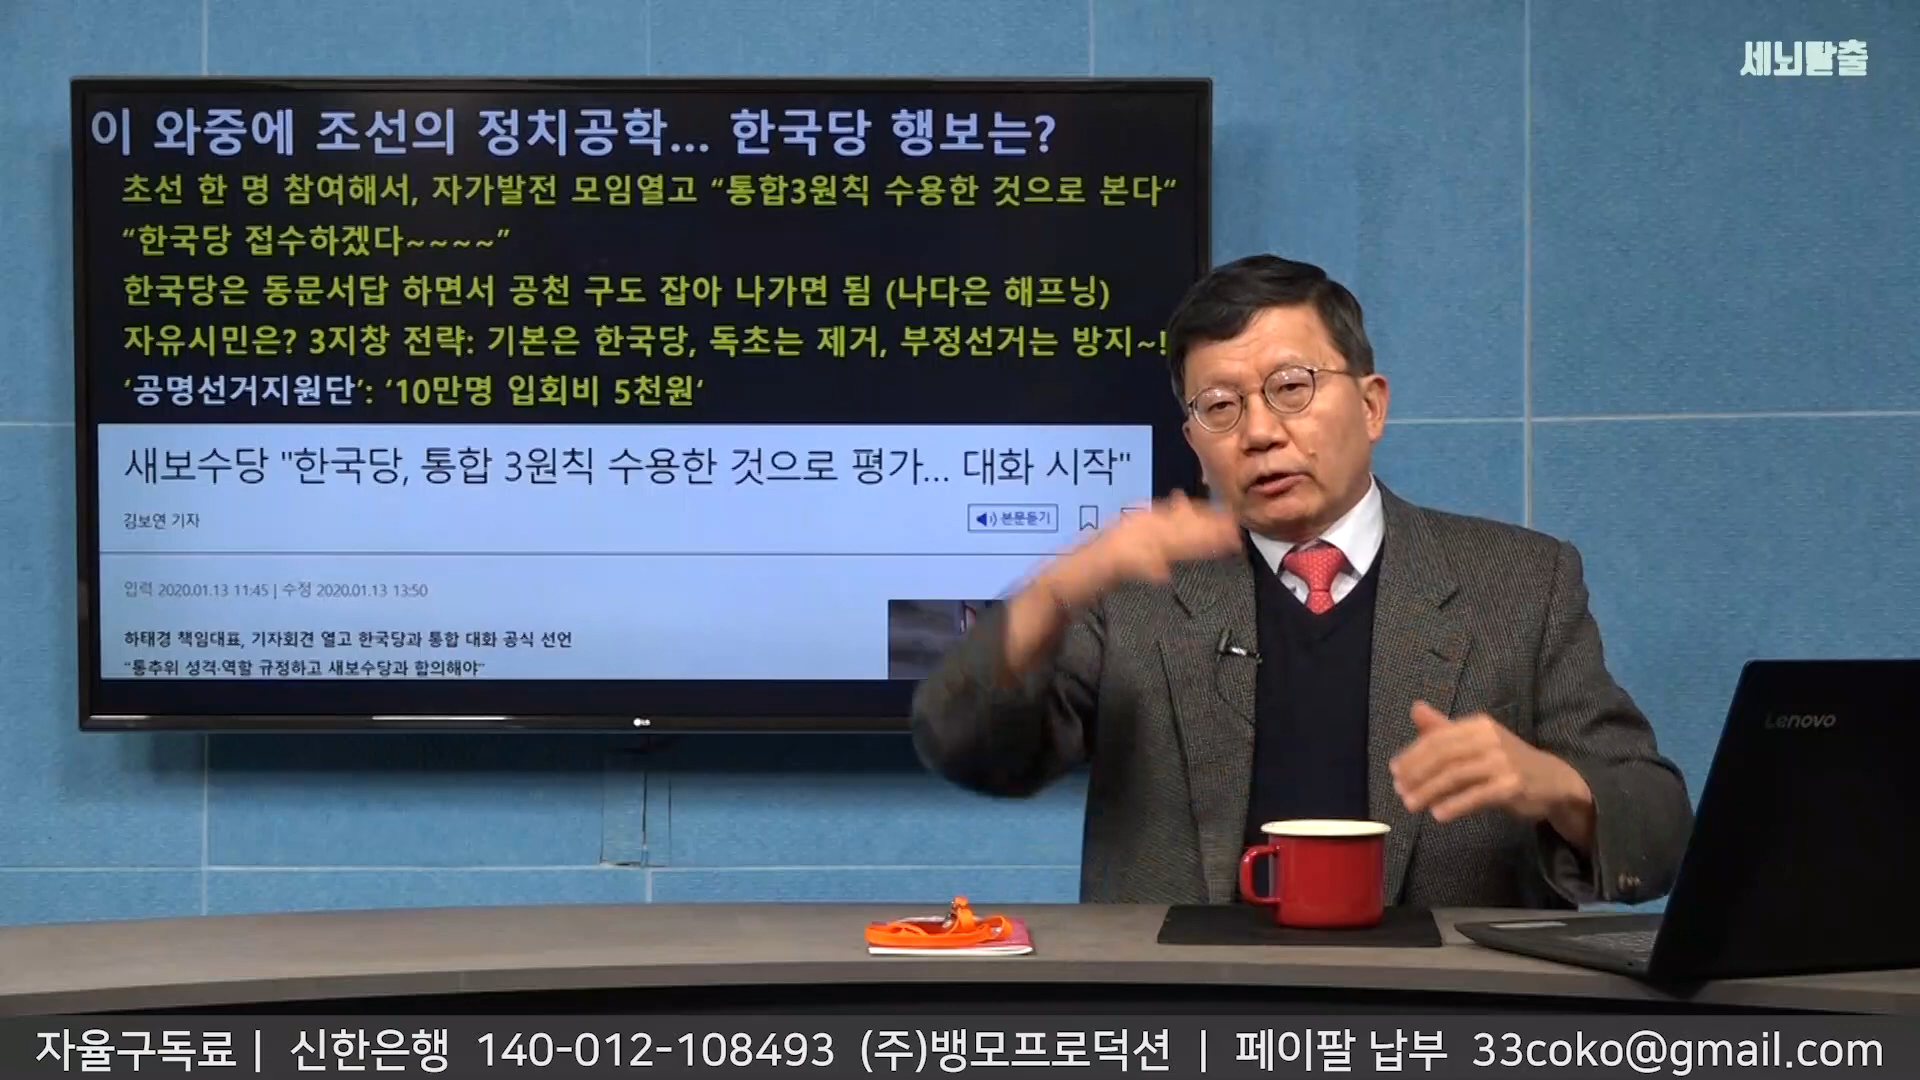 세뇌탈출
이 와중에 조선의 정치공학... 한국당 행보는?
초선 한 명 참여해서, 자가발전 모임열고 “통합3원칙 수용한 것으로 본다“
“한국당 접수하겠다~~~~”
한국당은 동문서답 하면서 공천 구도 잡아 나가면 됨 (나다은 해프닝)
자유시민은? 3지창 전략: 기본은 한국당, 독초는 제거, 부정선거는 방지~!
‘공명선거지원단’: ‘10만명 입회비 5천원‘
새보수당 "한국당, 통합 3원칙 수용한 것으로 평가... 대화 시작"
김보연 기자
본문듣기
입력 2020.01.13 11:45 | 수정 2020.01.13 13:50
하태경 책임대표, 기자회견 열고 한국당과 통합 대화 공식 선언
"통추위 성격·역할 규정하고 새보수당과 합의해야"
LG
Lenovo
자율구독료 | 신한은행 140-012-108493 (주)뱅모프로덕션 | 페이팔 납부 33coko@gmail.com